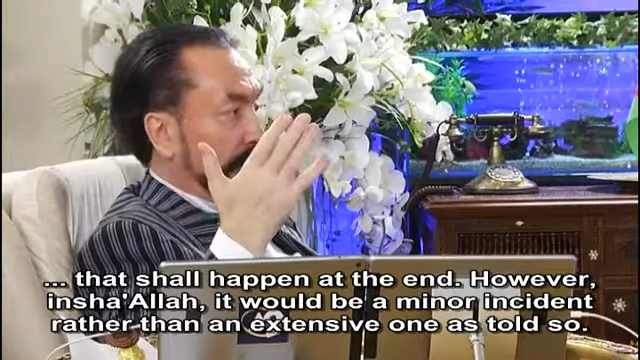 ... that shall happen at the end. However,
insha'Allah, it would be a minor incident
rather than an extensive one as told so.